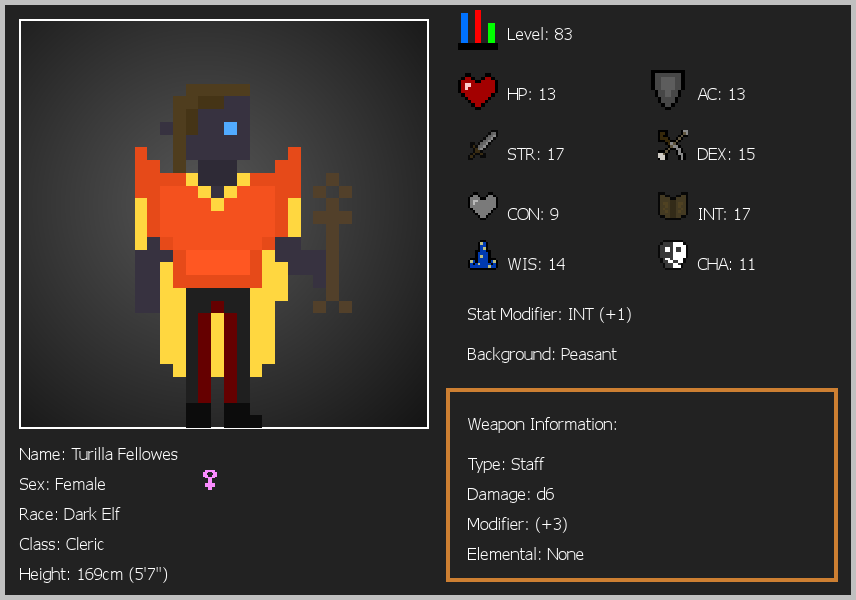 Level: 83
HP: 13
AC: 13
STR: 17
DEX: 15
CON: 9
INT: 17
WIS: 14
CHA: 11
Stat Modifier: INT (+1)
Background: Peasant
Weapon Information:
Type: Staff
Damage: d6
Modifier: (+3)
Elemental: None
Name: Turilla Fellowes
Sex: Female
Race: Dark Elf
Class: Cleric
Height: 169cm (5'7")